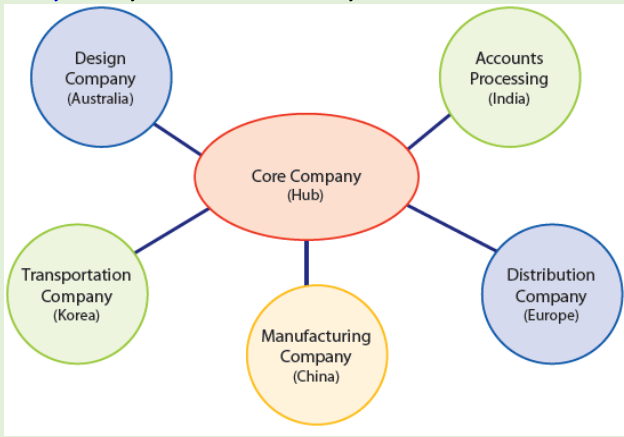 Design
Company
(Australia)
Accounts
Processing
(India)
Core Company
(Hub)
Transportation
Company
(Korea)
Distribution
Company
(Europe)
Manufacturing
Company
(China)